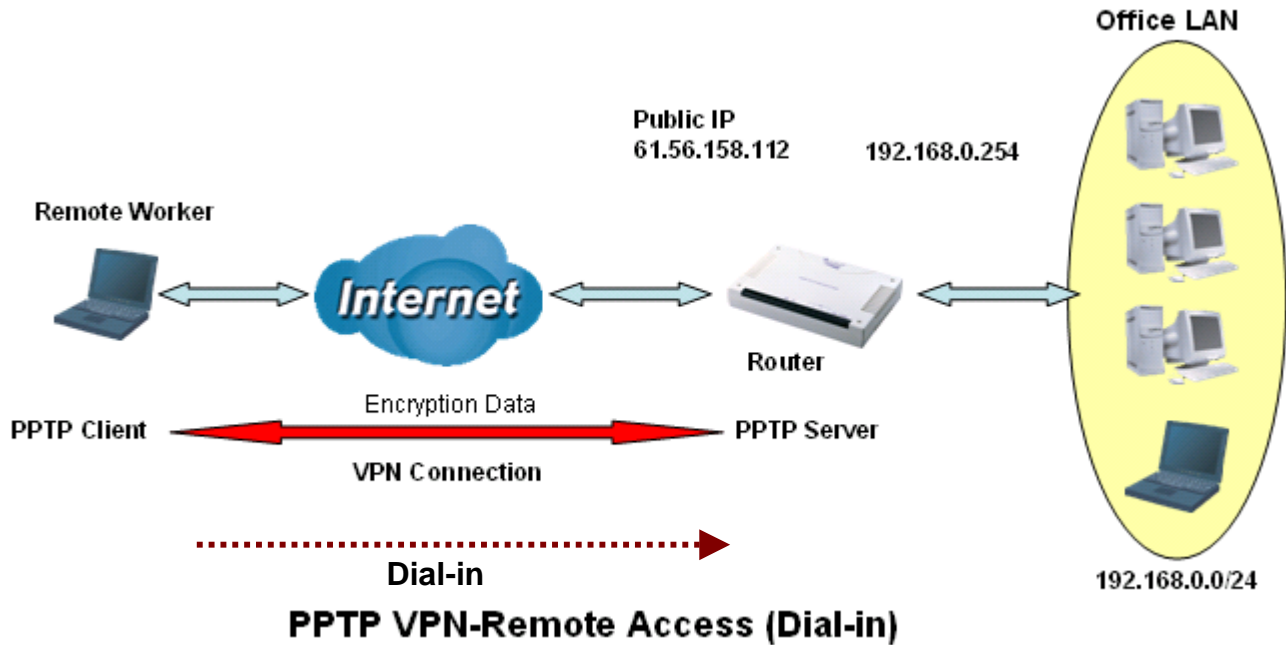 Office LAN
Public IP
61.56.158.112
192.168.0.254
Remote Worker
Internet
Router
Encryption Data
PPTP Client
PPTP Server
VPN Connection
Dial-in
192.168.0.0/24
PPTP VPN-Remote Access (Dial-in)